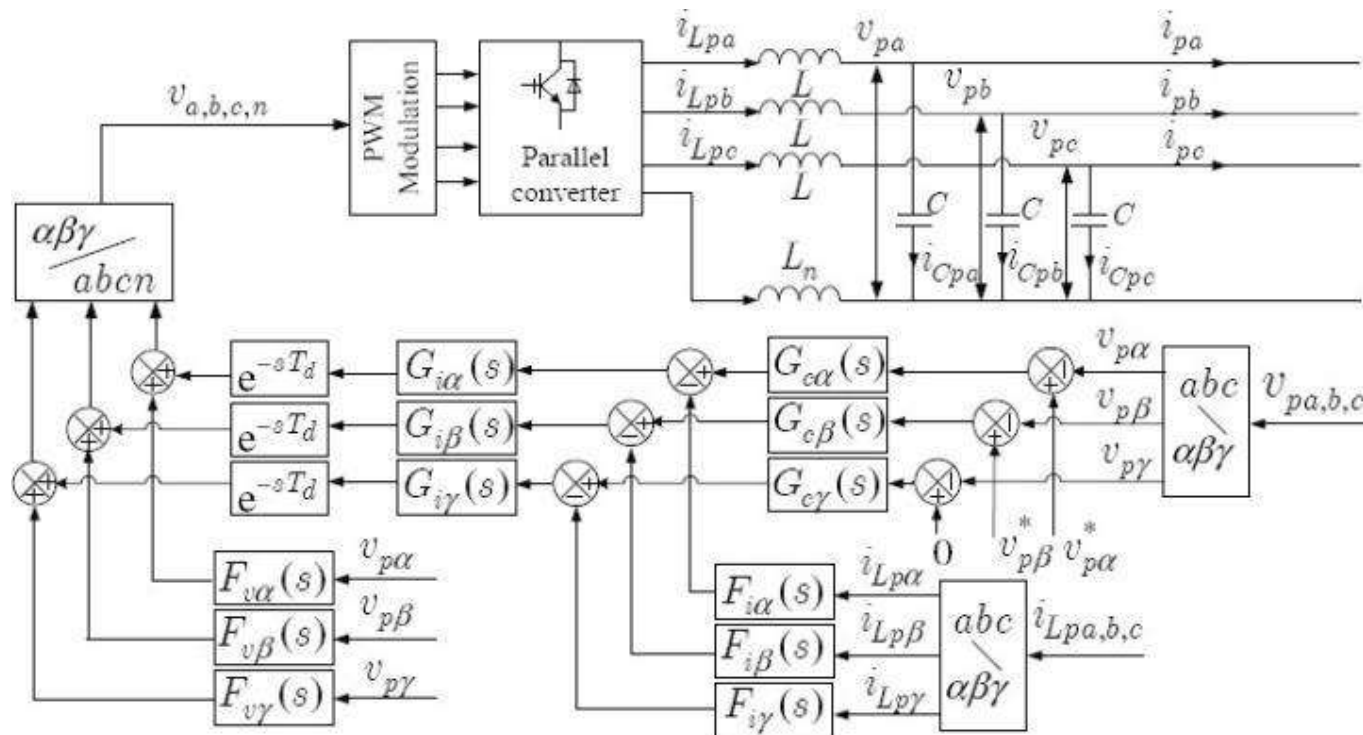 i_{Lpa} v_{pa} i_{pa}
L
v_{a,b,c,n} PWM Modulation i_{Lpb} v_{pb} i_{pb}
L
Parallel converter i_{Lpc} v_{pc} i_{pc}
L
C C C
αβγ
abcn
L_n i_{Cpa} i_{Cpb} i_{Cpc}
e^{-sT_d} G_{iα}(s) G_{cα}(s) v_{pα}
e^{-sT_d} G_{iβ}(s) G_{cβ}(s) v_{pβ}
e^{-sT_d} G_{iγ}(s) G_{cγ}(s) v_{pγ}
abc
αβγ
v_{pa,b,c}
0 v^*_{pβ} v^*_{pα}
F_{vα}(s) v_{pα}
F_{vβ}(s) v_{pβ}
F_{vγ}(s) v_{pγ}
F_{iα}(s) i_{Lpα}
F_{iβ}(s) i_{Lpβ}
F_{iγ}(s) i_{Lpγ}
abc
αβγ
i_{Lpa,b,c}